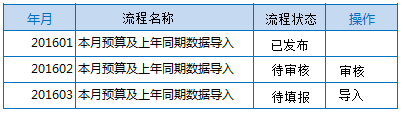 年月 流程名称 流程状态 操作
201601 本月预算及上年同期数据导入 已发布
201602 本月预算及上年同期数据导入 待审核 审核
201603 本月预算及上年同期数据导入 待填报 导入